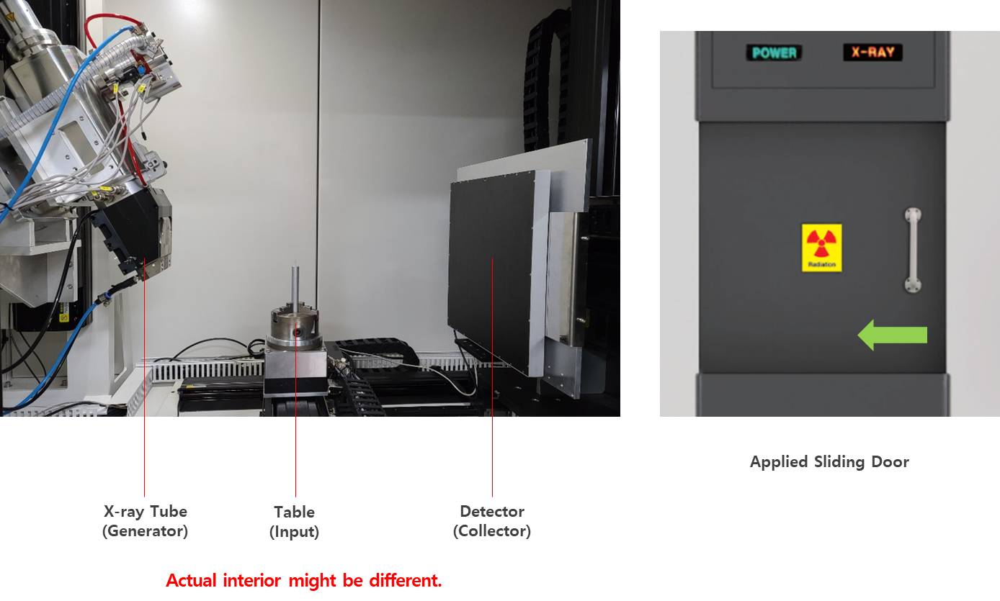 POWER
X-RAY
Radiation
Applied Sliding Door
X-ray Tube
(Generator)
Table
(Input)
Detector
(Collector)
Actual interior might be different.